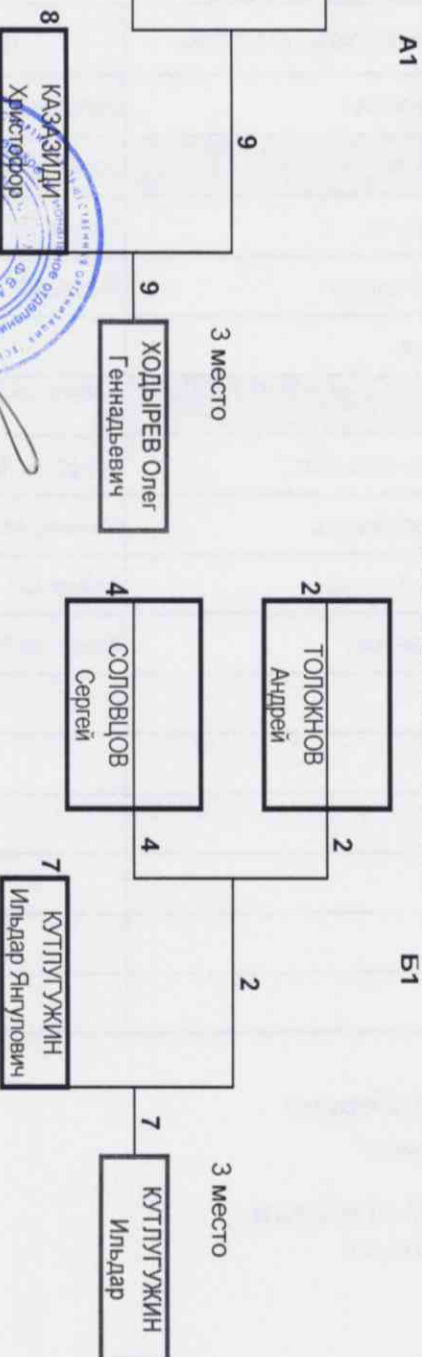 А1
9
8
КАЗАЗИДИ
Христофор
9
3 место
ХОДЫРЕВ Олег
Геннадьевич
Б1
2
ТОЛОКНОВ
Андрей
2
4
СОЛОВЦОВ
Сергей
4
2
7
КУТЛУГУЖИН
Ильдар Янгулович
7
3 место
КУТЛУГУЖИН
Ильдар